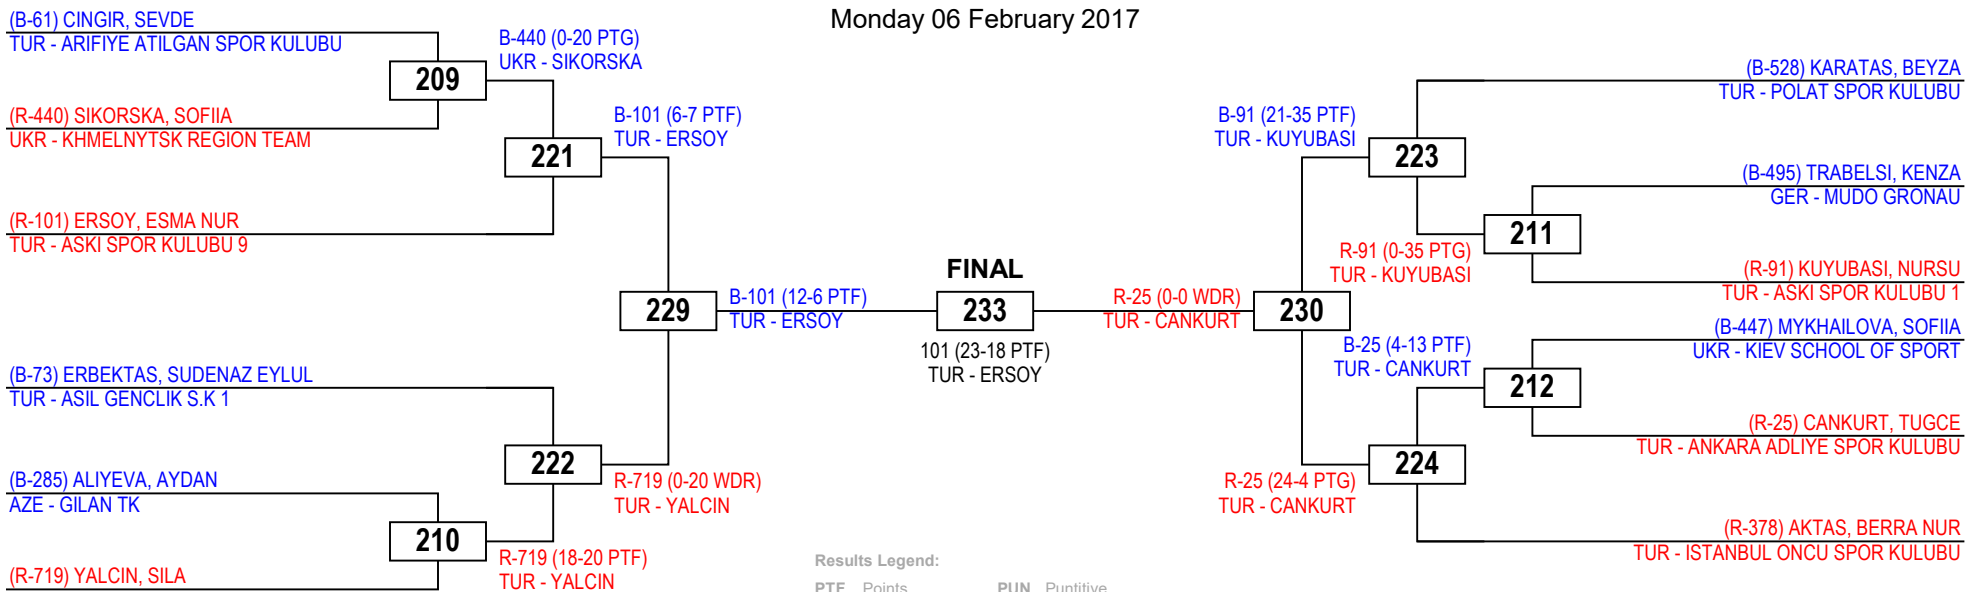 Monday 06 February 2017
(B-61) CINGIR, SEVDE
TUR - ARIFIYE ATILGAN SPOR KULUBU
209
B-440 (0-20 PTG)
UKR - SIKORSKA
(R-440) SIKORSKA, SOFIIA
UKR - KHMELNYTSK REGION TEAM
221
B-101 (6-7 PTF)
TUR - ERSOY
(R-101) ERSOY, ESMA NUR
TUR - ASKI SPOR KULUBU 9
229
B-101 (12-6 PTF)
TUR - ERSOY
(B-73) ERBEKTAS, SUDENAZ EYLUL
TUR - ASIL GENCLIK S.K 1
222
R-719 (0-20 WDR)
TUR - YALCIN
(B-285) ALIYEVA, AYDAN
AZE - GILAN TK
210
R-719 (18-20 PTF)
TUR - YALCIN
(R-719) YALCIN, SILA
FINAL
233
101 (23-18 PTF)
TUR - ERSOY
(B-528) KARATAS, BEYZA
TUR - POLAT SPOR KULUBU
B-91 (21-35 PTF)
TUR - KUYUBASI
223
(B-495) TRABELSI, KENZA
GER - MUDO GRONAU
211
R-91 (0-35 PTG)
TUR - KUYUBASI
(R-91) KUYUBASI, NURSU
TUR - ASKI SPOR KULUBU 1
R-25 (0-0 WDR)
TUR - CANKURT
230
(B-447) MYKHAILOVA, SOFIIA
UKR - KIEV SCHOOL OF SPORT
B-25 (4-13 PTF)
TUR - CANKURT
212
(R-25) CANKURT, TUGCE
TUR - ANKARA ADLIYE SPOR KULUBU
224
R-25 (24-4 PTG)
TUR - CANKURT
(R-378) AKTAS, BERRA NUR
TUR - ISTANBUL ONCU SPOR KULUBU
Results Legend:
PTF Points PUN Puntitive